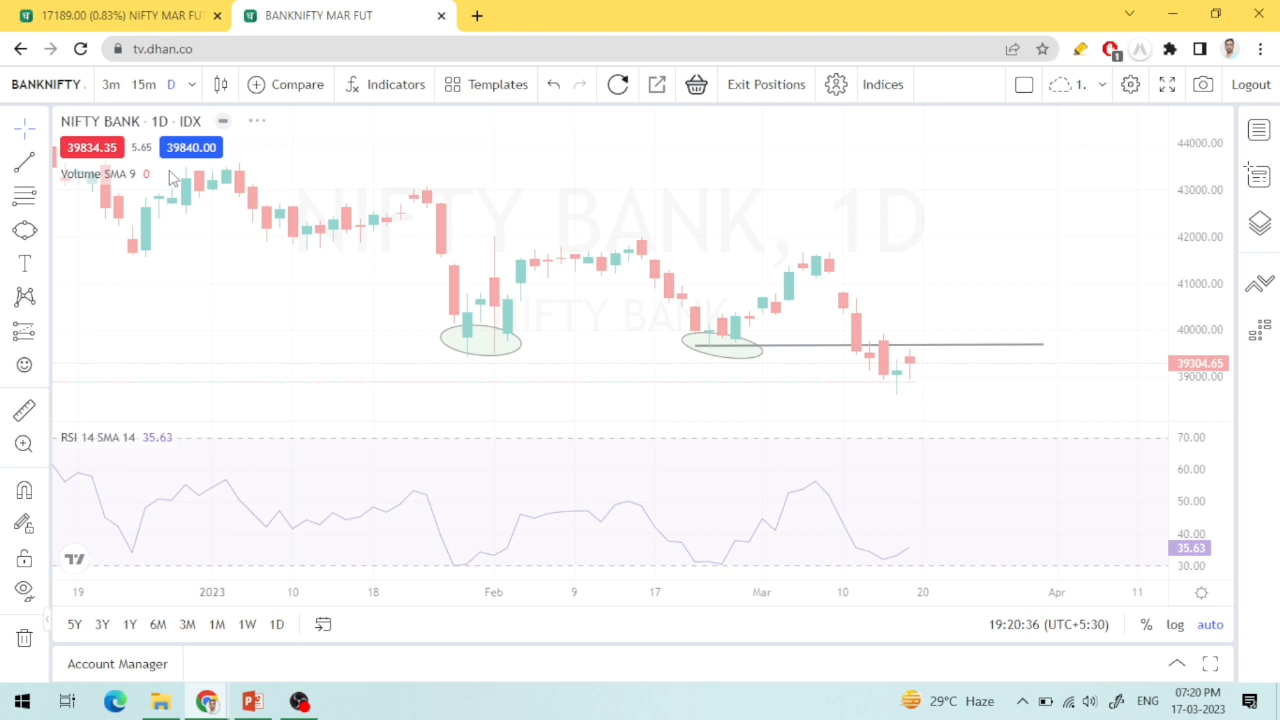 17189.00 (0.83%) NIFTY MAR FUT
BANKNIFTY MAR FUT
tv.dhan.co
1
BANKNIFTY
3m 15m D Compare Indicators Templates Exit Positions Indices 1. Logout
NIFTY BANK · 1D · IDX
39834.35 5.65 39840.00
Volume SMA 9 0
NIFTY BANK, 1D
NIFTY BANK
44000.00
43000.00
42000.00
41000.00
40000.00
39304.65
39000.00
RSI 14 SMA 14 35.63
70.00
60.00
50.00
40.00
35.63
30.00
19 2023 10 18 Feb 9 17 Mar 10 20 Apr 11
5Y 3Y 1Y 6M 3M 1M 1W 1D 19:20:36 (UTC+5:30) % log auto
Account Manager
29°C Haze ENG 07:20 PM
17-03-2023